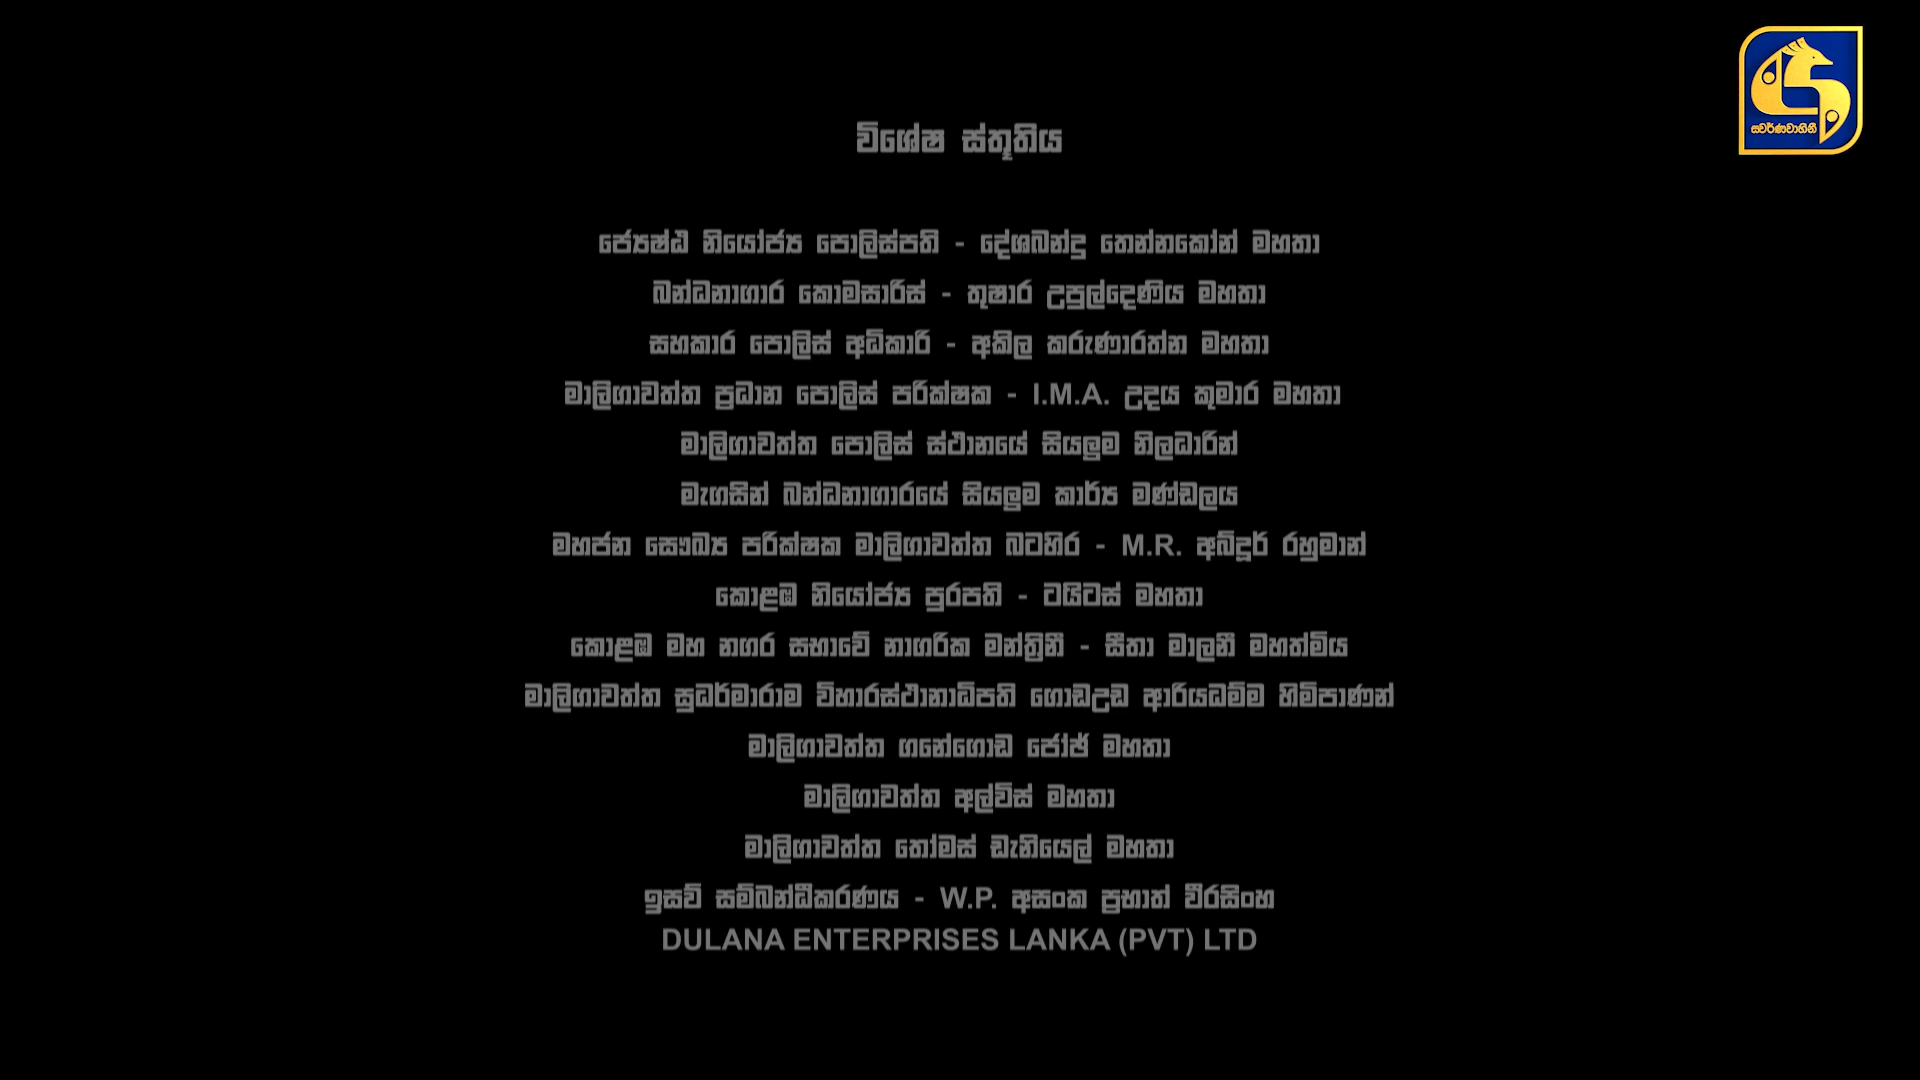 ස්වර්ණවාහිනී
විශේෂ ස්තූතිය
ජ්‍යෙෂ්ඨ නියෝජ්‍ය පොලිස්පති - දේශබන්දු තෙන්නකෝන් මහතා
බන්ධනාගාර කොමසාරිස් - තුෂාර උපුල්දෙණිය මහතා
සහකාර පොලිස් අධිකාරි - අකිල කරුණාරත්න මහතා
මාලිගාවත්ත ප්‍රධාන පොලිස් පරික්ෂක - I.M.A. උදය කුමාර මහතා
මාලිගාවත්ත පොලිස් ස්ථානයේ සියලුම නිලධාරින්
මැගසින් බන්ධනාගාරයේ සියලුම කාර්ය මණ්ඩලය
මහජන සෞඛ්‍ය පරික්ෂක මාලිගාවත්ත බටහිර - M.R. අබ්දූර් රහුමාන්
කොළඹ නියෝජ්‍ය පුරපති - ටයිටස් මහතා
කොළඹ මහ නගර සභාවේ නාගරික මන්ත්‍රිනී - සීතා මාලනී මහත්මිය
මාලිගාවත්ත සුධර්මාරාම විහාරස්ථානාධිපති ගොඩඋඩ ආරියධම්ම හිමිපාණන්
මාලිගාවත්ත ගනේගොඩ ජෝජ් මහතා
මාලිගාවත්ත අල්විස් මහතා
මාලිගාවත්ත තෝමස් ඩැනියෙල් මහතා
ඉසව් සම්බන්ධීකරණය - W.P. අසංක ප්‍රභාත් වීරසිංහ
DULANA ENTERPRISES LANKA (PVT) LTD